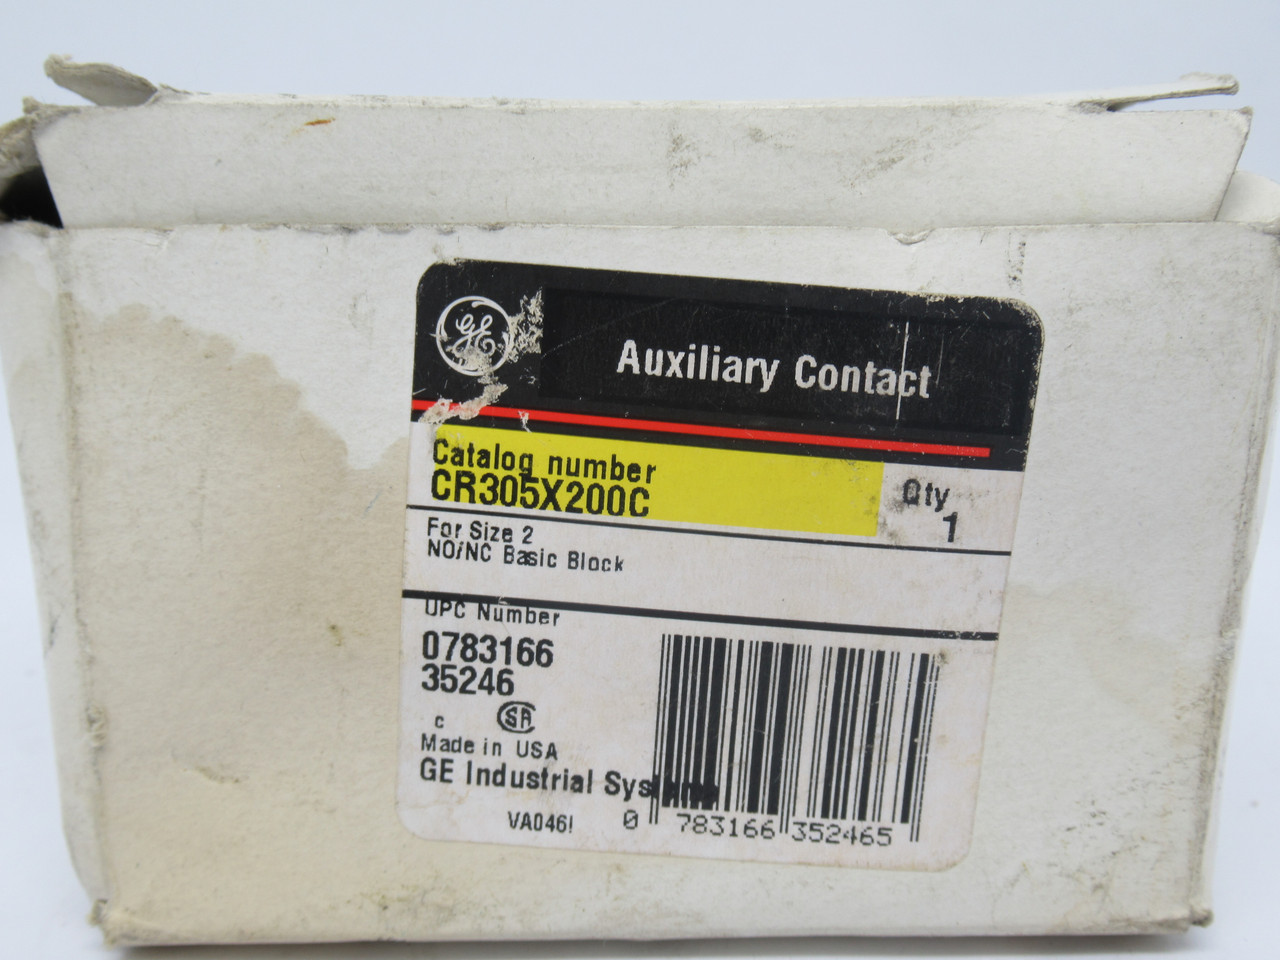 GE
Auxiliary Contact
Catalog number
CR305X200C
Qty
1
For Size 2
NO/NC Basic Block
UPC Number
0783166
35246
c SA
Made in USA
GE Industrial Systems
VA046!
0 783166 352465